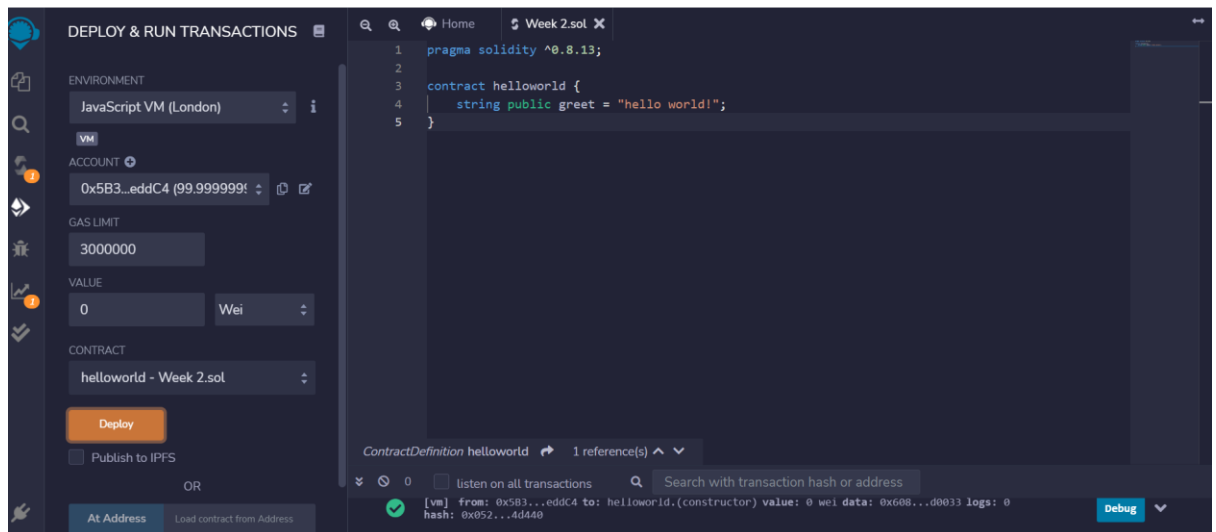 DEPLOY & RUN TRANSACTIONS
ENVIRONMENT
JavaScript VM (London)
VM
ACCOUNT
0x5B3...eddC4 (99.9999999
GAS LIMIT
3000000
VALUE
0 Wei
CONTRACT
helloworld - Week 2.sol
Deploy
Publish to IPFS
OR
At Address Load contract from Address
1
1
Home Week 2.sol
1 pragma solidity ^0.8.13;
2
3 contract helloworld {
4 string public greet = "hello world!";
5 }
ContractDefinition helloworld 1 reference(s)
0 listen on all transactions Search with transaction hash or address
[vm] from: 0x5B3...eddC4 to: helloworld.(constructor) value: 0 wei data: 0x608...d0033 logs: 0
hash: 0x052...4d440
Debug